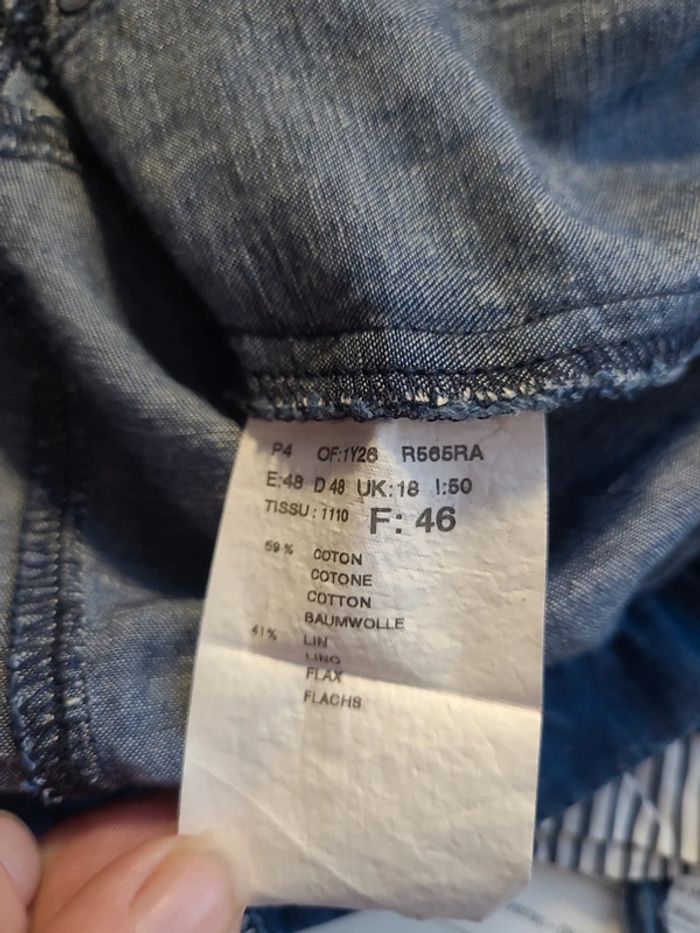 P4 OF:1Y26 R565RA
E:48 D 48 UK:18 I:50
TISSU: 1110 F: 46
59% COTON
COTONE
COTTON
BAUMWOLLE
41% LIN
LINO
FLAX
FLACHS